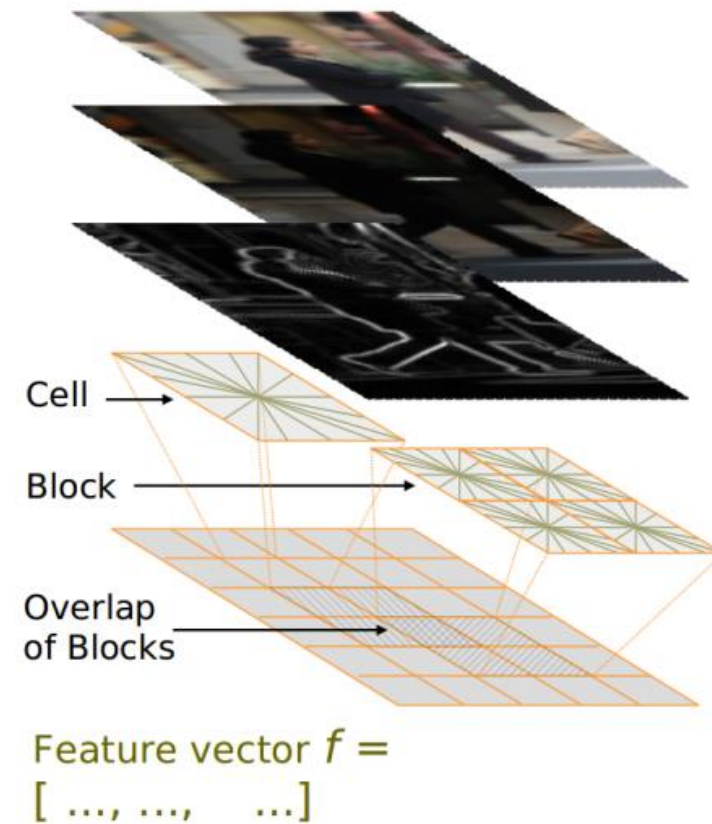 Cell
Block
Overlap
of Blocks
Feature vector f =
[ ..., ..., ...]